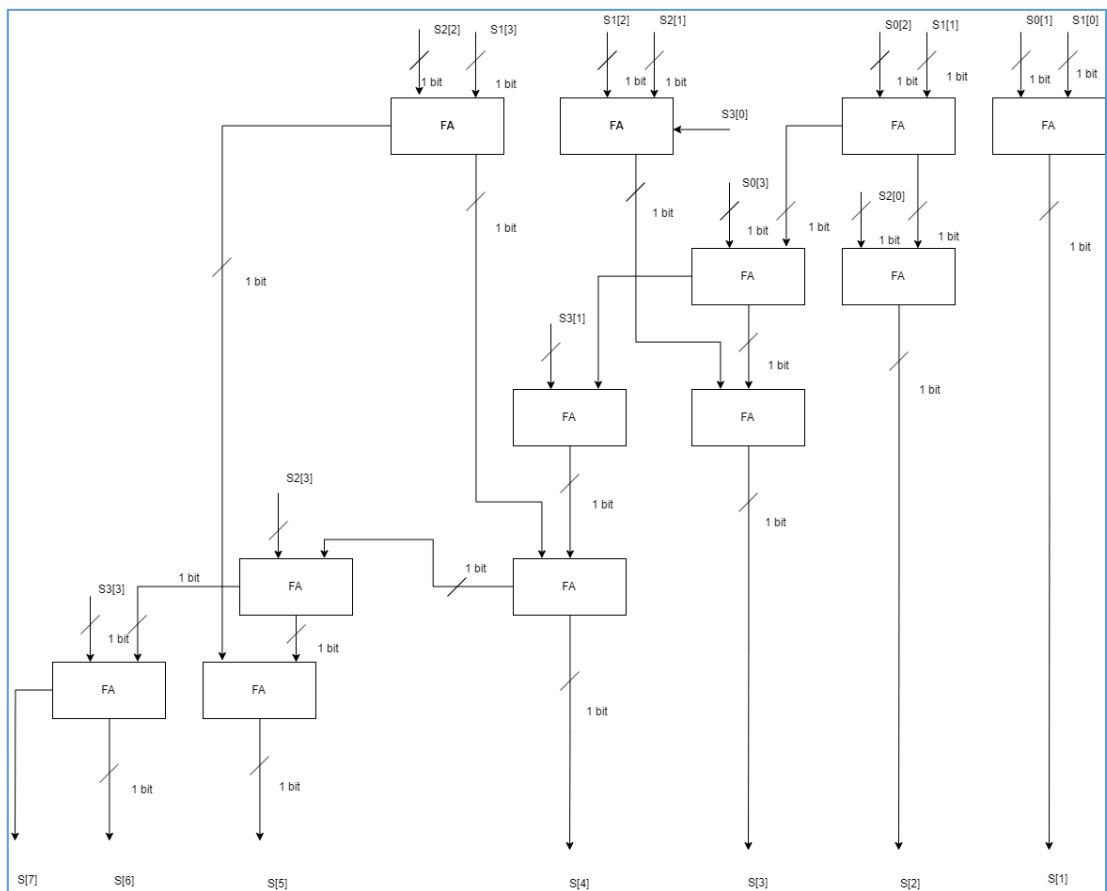 S2[2] S1[3] S1[2] S2[1] S0[2] S1[1] S0[1] S1[0]
1 bit 1 bit 1 bit 1 bit 1 bit 1 bit 1 bit 1 bit
FA FA S3[0] FA FA
S0[3] S2[0]
1 bit 1 bit 1 bit 1 bit 1 bit 1 bit 1 bit
1 bit FA FA
S3[1]
1 bit 1 bit
FA FA
S2[3] 1 bit 1 bit
1 bit 1 bit
S3[3] FA FA
1 bit 1 bit
FA FA
1 bit
1 bit 1 bit
S[7] S[6] S[5] S[4] S[3] S[2] S[1]